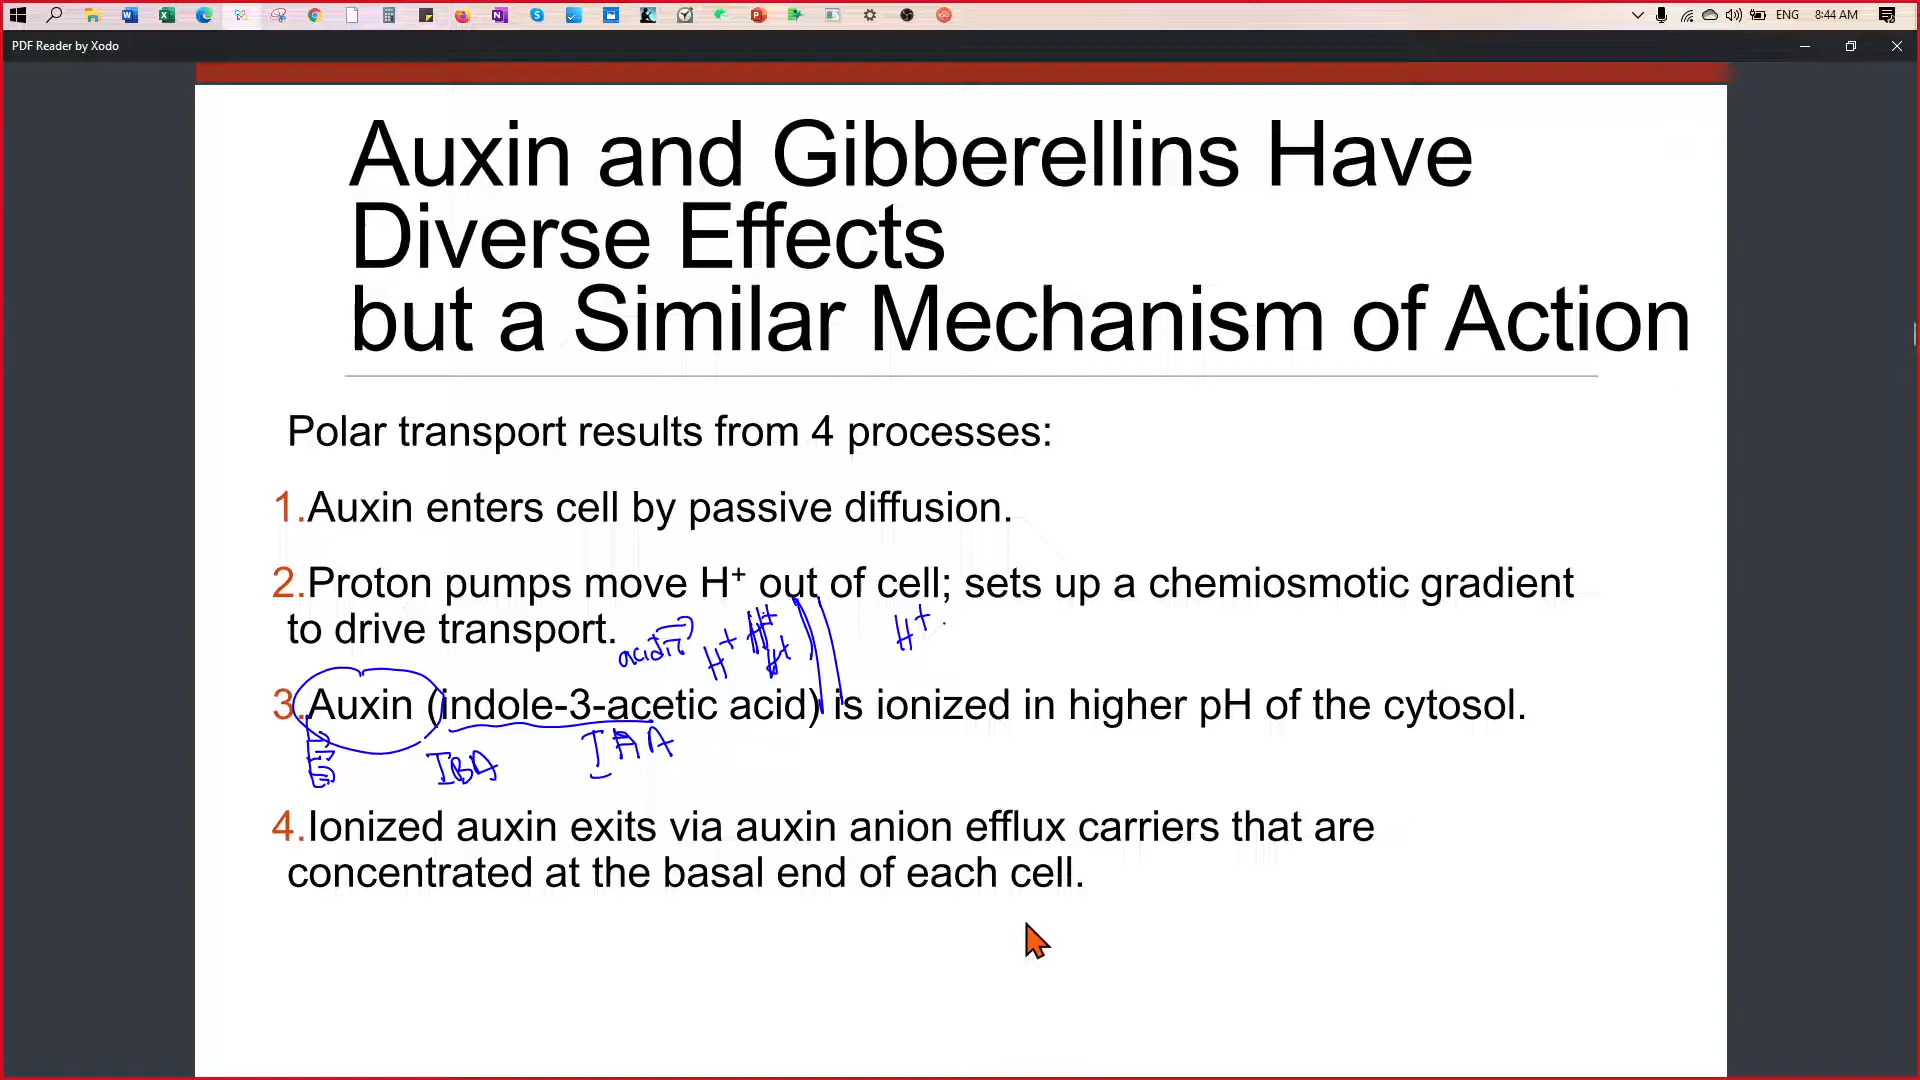 ENG 8:44 AM
PDF Reader by Xodo
Auxin and Gibberellins Have
Diverse Effects
but a Similar Mechanism of Action
Polar transport results from 4 processes:
1.Auxin enters cell by passive diffusion.
2.Proton pumps move H⁺ out of cell; sets up a chemiosmotic gradient
to drive transport.
acidic H⁺ H⁺ H⁺ H⁺
3.Auxin (indole-3-acetic acid) is ionized in higher pH of the cytosol.
IBA IAA
4.Ionized auxin exits via auxin anion efflux carriers that are
concentrated at the basal end of each cell.